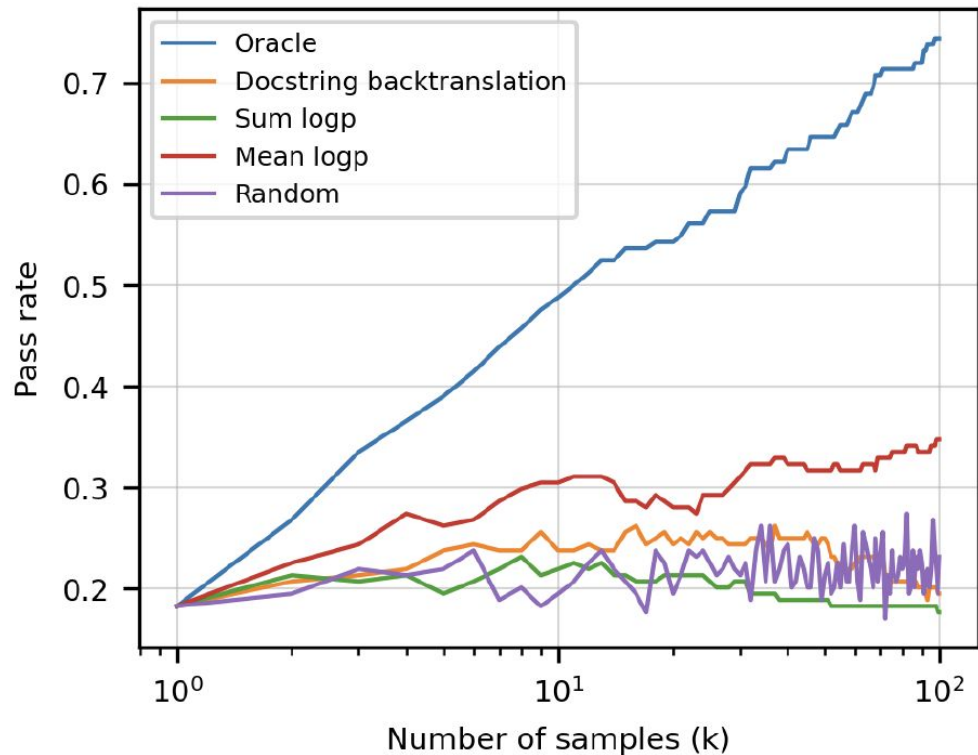 Oracle
Docstring backtranslation
Sum logp
Mean logp
Random
Pass rate
0.7
0.6
0.5
0.4
0.3
0.2
10⁰
10¹
10²
Number of samples (k)